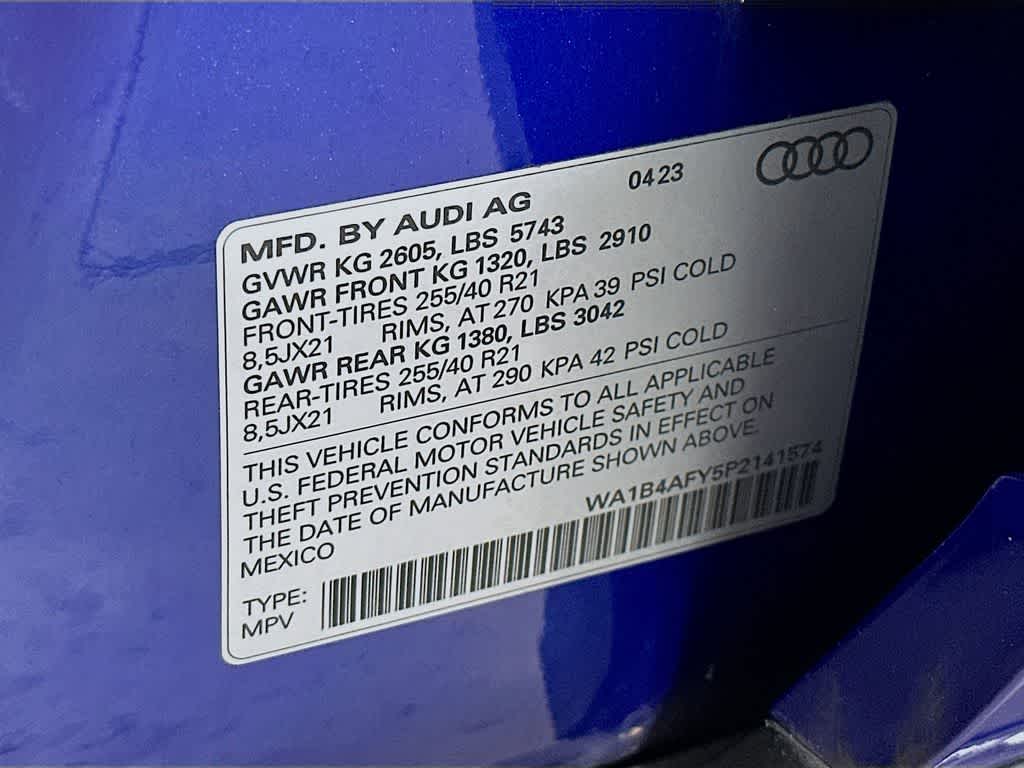 0423
MFD. BY AUDI AG
GVWR KG 2605, LBS 5743
GAWR FRONT KG 1320, LBS 2910
FRONT-TIRES 255/40 R21
8,5JX21 RIMS, AT 270 KPA 39 PSI COLD
GAWR REAR KG 1380, LBS 3042
REAR-TIRES 255/40 R21
8,5JX21 RIMS, AT 290 KPA 42 PSI COLD
THIS VEHICLE CONFORMS TO ALL APPLICABLE
U.S. FEDERAL MOTOR VEHICLE SAFETY AND
THEFT PREVENTION STANDARDS IN EFFECT ON
THE DATE OF MANUFACTURE SHOWN ABOVE.
MEXICO
WA1B4AFY5P2141574
TYPE:
MPV